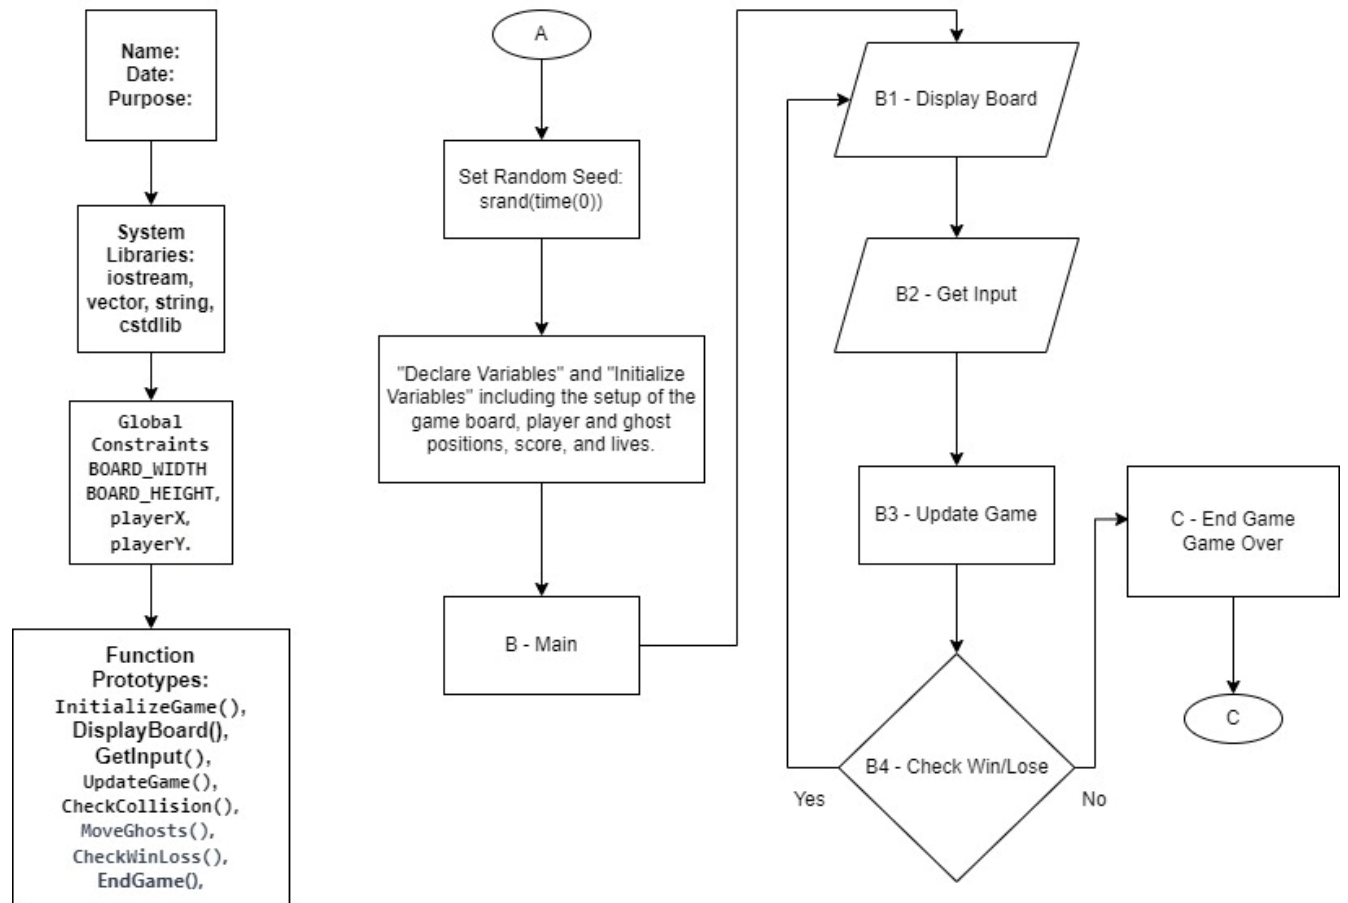 Name:
Date:
Purpose:
System
Libraries:
iostream,
vector, string,
cstdlib
Global
Constraints
BOARD_WIDTH
BOARD_HEIGHT,
playerX,
playerY.
Function
Prototypes:
InitializeGame(),
DisplayBoard(),
GetInput(),
UpdateGame(),
CheckCollision(),
MoveGhosts(),
CheckWinLoss(),
EndGame(),
A
Set Random Seed:
srand(time(0))
"Declare Variables" and "Initialize
Variables" including the setup of the
game board, player and ghost
positions, score, and lives.
B - Main
B1 - Display Board
B2 - Get Input
B3 - Update Game
B4 - Check Win/Lose
Yes
No
C - End Game
Game Over
C